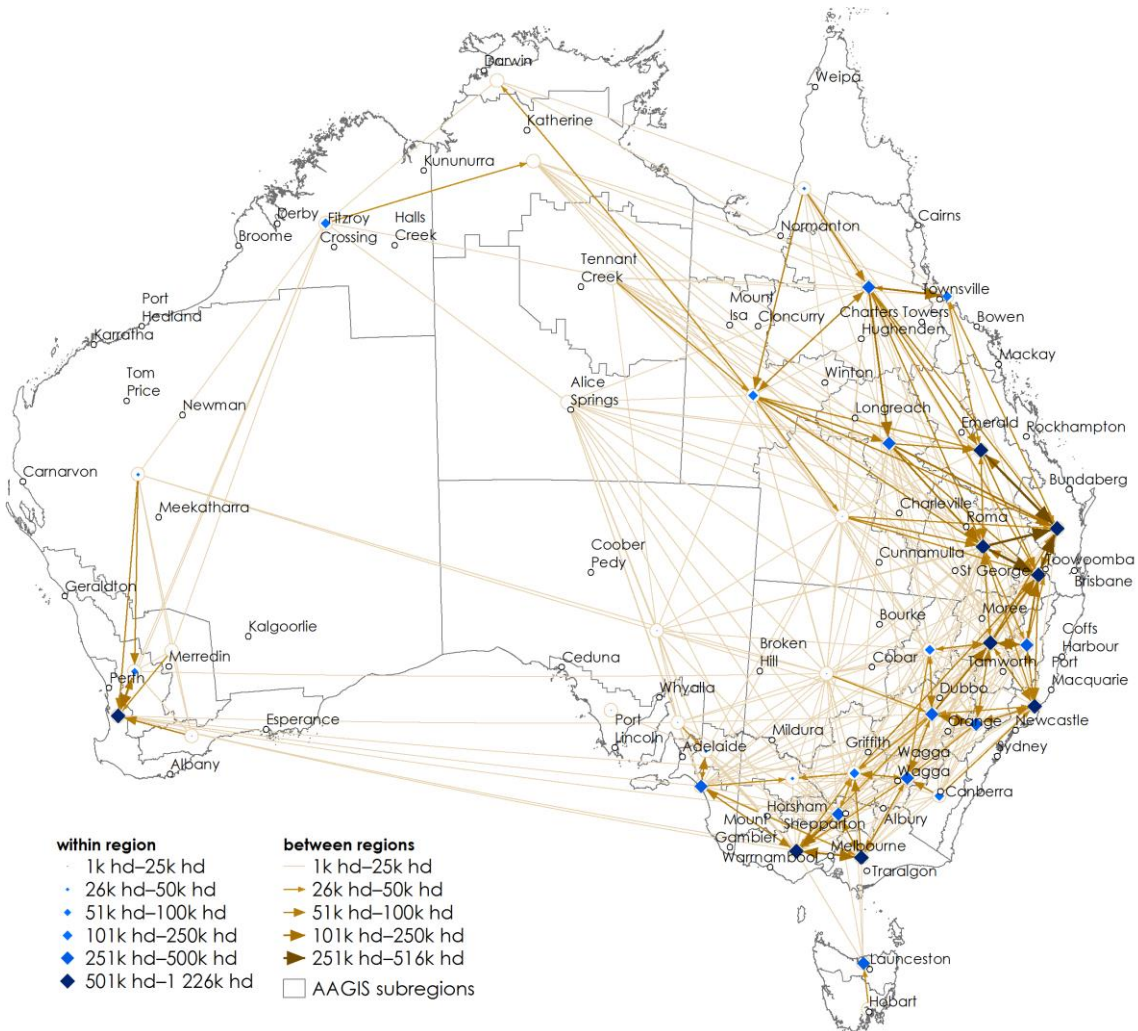 Darwin
Weipa
Katherine
Kununurra
Derby
Fitzroy
Crossing
Halls
Creek
Broome
Normanton
Cairns
Tennant
Creek
Mount
Isa
Cloncurry
Townsville
Charters Towers
Hughenden
Bowen
Port
Hedland
Karratha
Mackay
Tom
Price
Newman
Alice
Springs
Winton
Longreach
Emerald
Rockhampton
Carnarvon
Meekatharra
Bundaberg
Charleville
Roma
Coober
Pedy
Cunnamulla
St George
Toowoomba
Brisbane
Geraldton
Bourke
Moree
Kalgoorlie
Coffs
Harbour
Merredin
Ceduna
Broken
Hill
Cobar
Tamworth
Port
Macquarie
Perth
Whyalla
Dubbo
Esperance
Port
Lincoln
Mildura
Orange
Newcastle
Adelaide
Griffith
Sydney
Albany
Wagga
Wagga
Canberra
Horsham
Shepparton
Albury
Mount
Gambier
Melbourne
Warrnambool
Traralgon
Launceston
Hobart
within region
1k hd–25k hd
26k hd–50k hd
51k hd–100k hd
101k hd–250k hd
251k hd–500k hd
501k hd–1 226k hd
between regions
1k hd–25k hd
26k hd–50k hd
51k hd–100k hd
101k hd–250k hd
251k hd–516k hd
AAGIS subregions